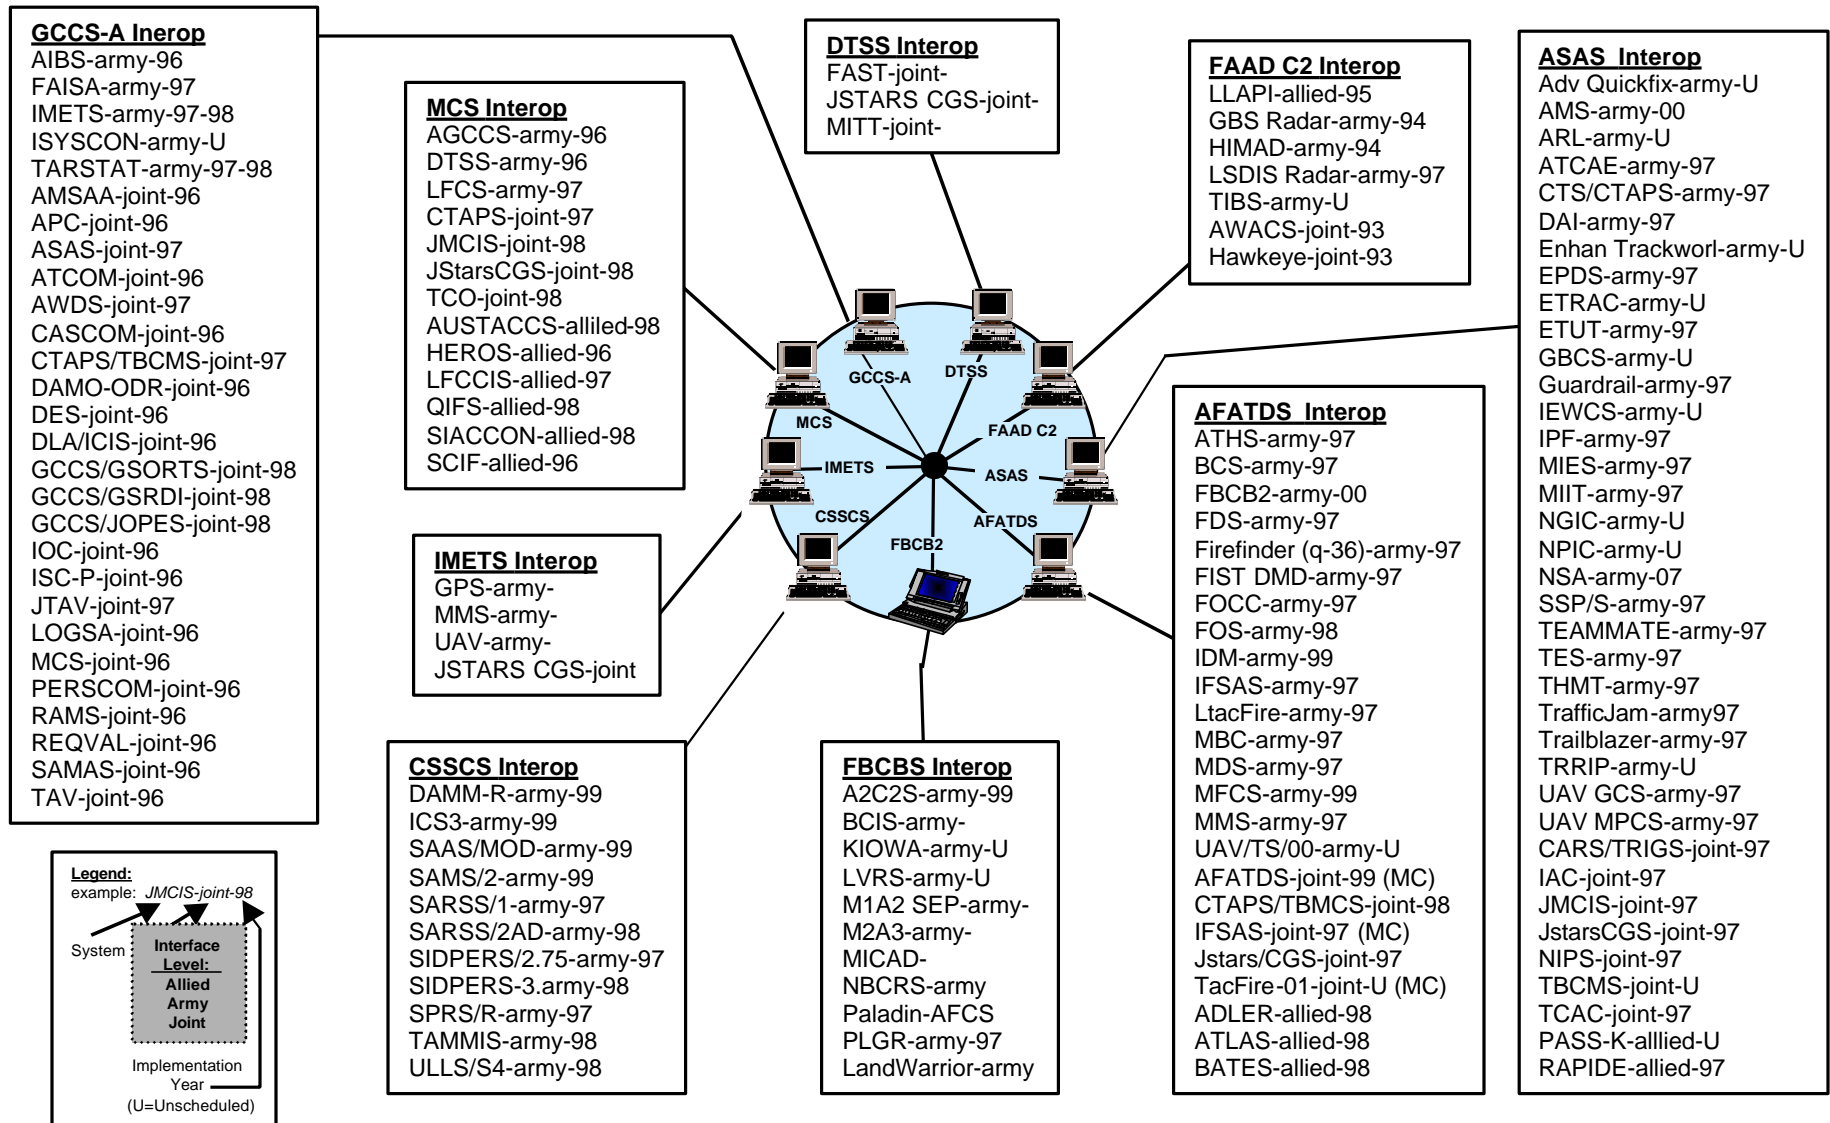 GCCS-A Inerop
AIBS-army-96
FAISA-army-97
IMETS-army-97-98
ISYSCON-army-U
TARSTAT-army-97-98
AMSAA-joint-96
APC-joint-96
ASAS-joint-97
ATCOM-joint-96
AWDS-joint-97
CASCOM-joint-96
CTAPS/TBCMS-joint-97
DAMO-ODR-joint-96
DES-joint-96
DLA/ICIS-joint-96
GCCS/GSORTS-joint-98
GCCS/GSRDI-joint-98
GCCS/JOPES-joint-98
IOC-joint-96
ISC-P-joint-96
JTAV-joint-97
LOGSA-joint-96
MCS-joint-96
PERSCOM-joint-96
RAMS-joint-96
REQVAL-joint-96
SAMAS-joint-96
TAV-joint-96
MCS Interop
AGCCS-army-96
DTSS-army-96
LFCS-army-97
CTAPS-joint-97
JMCIS-joint-98
JStarsCGS-joint-98
TCO-joint-98
AUSTACCS-alliled-98
HEROS-allied-96
LFCCIS-allied-97
QIFS-allied-98
SIACCON-allied-98
SCIF-allied-96
DTSS Interop
FAST-joint-
JSTARS CGS-joint-
MITT-joint-
FAAD C2 Interop
LLAPI-allied-95
GBS Radar-army-94
HIMAD-army-94
LSDIS Radar-army-97
TIBS-army-U
AWACS-joint-93
Hawkeye-joint-93
ASAS Interop
Adv Quickfix-army-U
AMS-army-00
ARL-army-U
ATCAE-army-97
CTS/CTAPS-army-97
DAI-army-97
Enhan Trackworl-army-U
EPDS-army-97
ETRAC-army-U
ETUT-army-97
GBCS-army-U
Guardrail-army-97
IEWCS-army-U
IPF-army-97
MIES-army-97
MIIT-army-97
NGIC-army-U
NPIC-army-U
NSA-army-07
SSP/S-army-97
TEAMMATE-army-97
TES-army-97
THMT-army-97
TrafficJam-army97
Trailblazer-army-97
TRRIP-army-U
UAV GCS-army-97
UAV MPCS-army-97
CARS/TRIGS-joint-97
IAC-joint-97
JMCIS-joint-97
JstarsCGS-joint-97
NIPS-joint-97
TBCMS-joint-U
TCAC-joint-97
PASS-K-alllied-U
RAPIDE-allied-97
GCCS-A
DTSS
MCS
FAAD C2
IMETS
ASAS
CSSCS
AFATDS
FBCB2
IMETS Interop
GPS-army-
MMS-army-
UAV-army-
JSTARS CGS-joint
AFATDS Interop
ATHS-army-97
BCS-army-97
FBCB2-army-00
FDS-army-97
Firefinder (q-36)-army-97
FIST DMD-army-97
FOCC-army-97
FOS-army-98
IDM-army-99
IFSAS-army-97
LtacFire-army-97
MBC-army-97
MDS-army-97
MFCS-army-99
MMS-army-97
UAV/TS/00-army-U
AFATDS-joint-99 (MC)
CTAPS/TBMCS-joint-98
IFSAS-joint-97 (MC)
Jstars/CGS-joint-97
TacFire-01-joint-U (MC)
ADLER-allied-98
ATLAS-allied-98
BATES-allied-98
CSSCS Interop
DAMM-R-army-99
ICS3-army-99
SAAS/MOD-army-99
SAMS/2-army-99
SARSS/1-army-97
SARSS/2AD-army-98
SIDPERS/2.75-army-97
SIDPERS-3.army-98
SPRS/R-army-97
TAMMIS-army-98
ULLS/S4-army-98
FBCBS Interop
A2C2S-army-99
BCIS-army-
KIOWA-army-U
LVRS-army-U
M1A2 SEP-army-
M2A3-army-
MICAD-
NBCRS-army
Paladin-AFCS
PLGR-army-97
LandWarrior-army
Legend:
example: JMCIS-joint-98
System
Interface
Level:
Allied
Army
Joint
Implementation
Year
(U=Unscheduled)